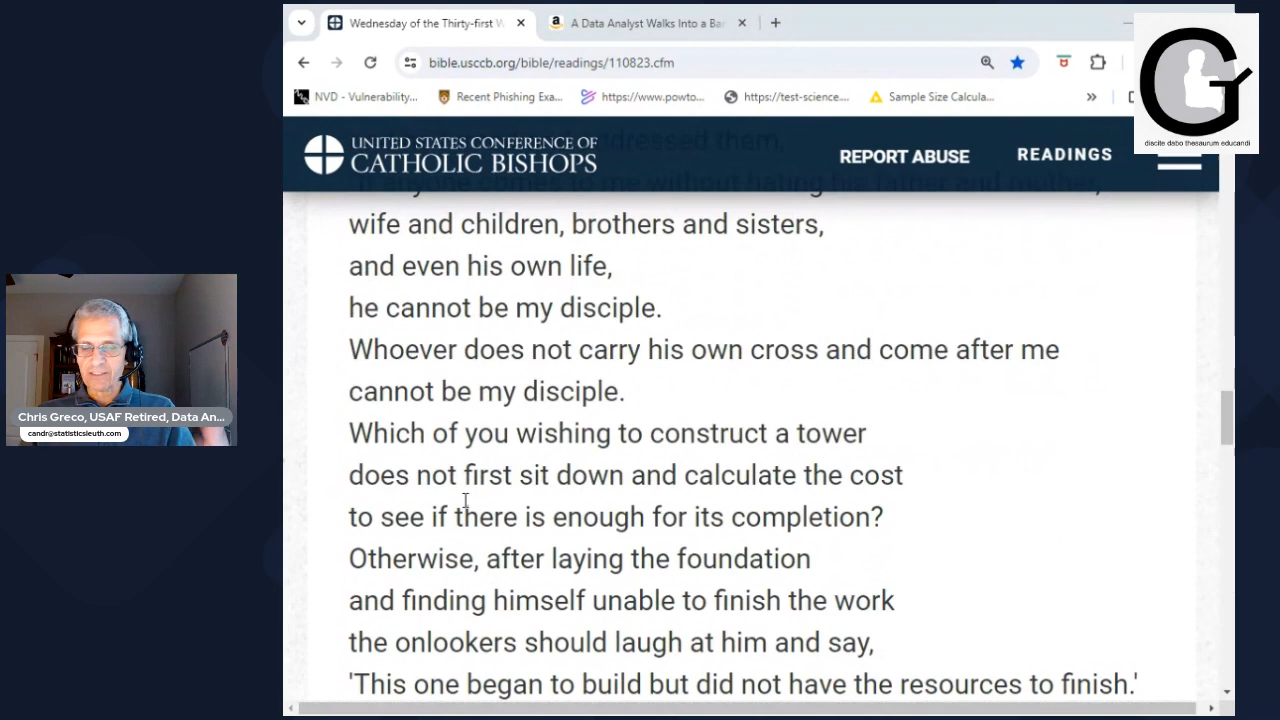 Wednesday of the Thirty-first W
A Data Analyst Walks Into a Bar
bible.usccb.org/bible/readings/110823.cfm
NVD - Vulnerability...
Recent Phishing Exa...
https://www.powto...
https://test-science....
Sample Size Calcula...
G
discite dabo thesaurum educandi
UNITED STATES CONFERENCE OF
CATHOLIC BISHOPS
REPORT ABUSE
READINGS
addressed them,
wife and children, brothers and sisters,
and even his own life,
he cannot be my disciple.
Whoever does not carry his own cross and come after me
cannot be my disciple.
Which of you wishing to construct a tower
does not first sit down and calculate the cost
to see if there is enough for its completion?
Otherwise, after laying the foundation
and finding himself unable to finish the work
the onlookers should laugh at him and say,
'This one began to build but did not have the resources to finish.'
Chris Greco, USAF Retired, Data An...
candr@statisticsleuth.com